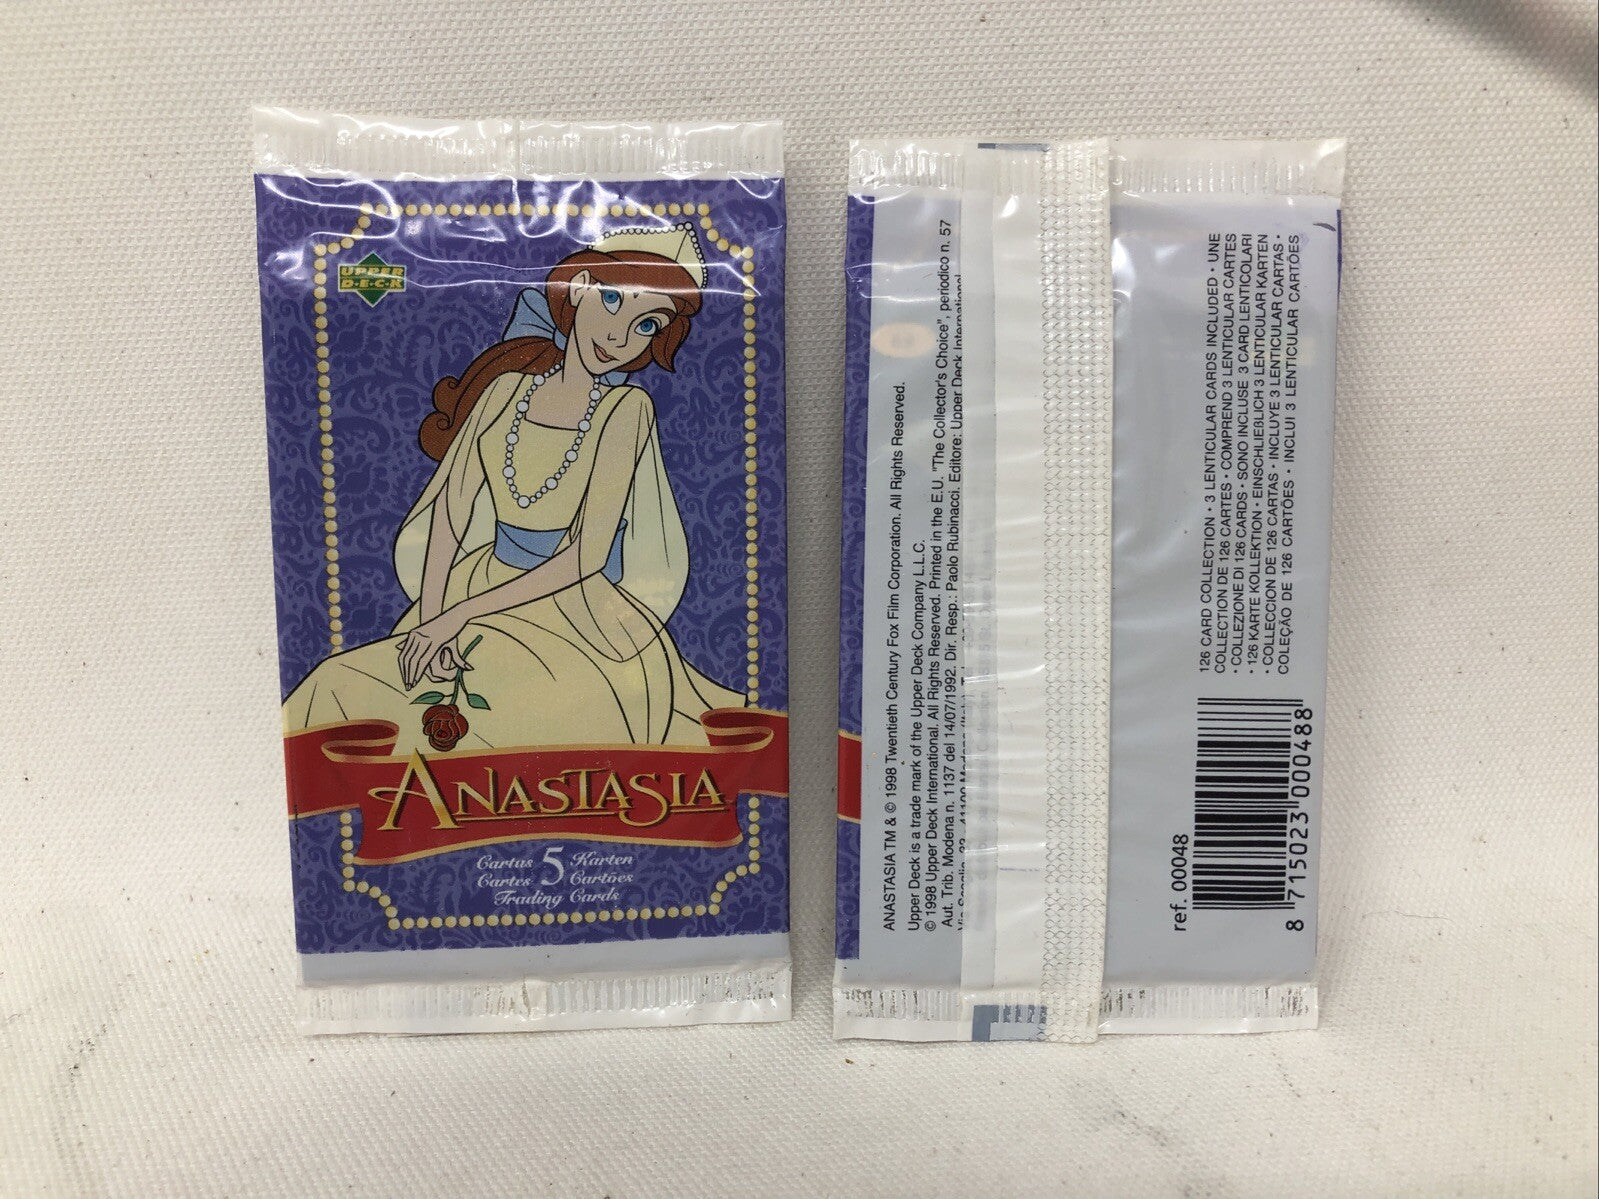 UPPER
D·E·C·K
ANASTASIA
Cartas 5 Karten
Cartes Cartões
Trading Cards
ANASTASIA TM & © 1998 Twentieth Century Fox Film Corporation. All Rights Reserved.
Upper Deck is a trade mark of the Upper Deck Company L.L.C.
© 1998 Upper Deck International. All Rights Reserved. Printed in the E.U. "The Collector's Choice", periodico n. 57
Aut. Trib. Modena n. 1137 del 14/07/1992. Dir. Resp.: Paolo Rubinacci. Editore: Upper Deck International
126 CARD COLLECTION • 3 LENTICULAR CARDS INCLUDED • UNE
COLLECTION DE 126 CARTES • COMPREND 3 LENTICULAR CARTES
• COLLEZIONE DI 126 CARDS • SONO INCLUSE 3 CARD LENTICOLARI
• 126 KARTE KOLLEKTION • EINSCHLIEßLICH 3 LENTICULAR KARTEN
• COLLECCION DE 126 CARTAS • INCLUYE 3 LENTICULAR CARTAS •
COLEÇÃO DE 126 CARTÕES • INCLUI 3 LENTICULAR CARTÕES
ref. 00048
8 715023 000488